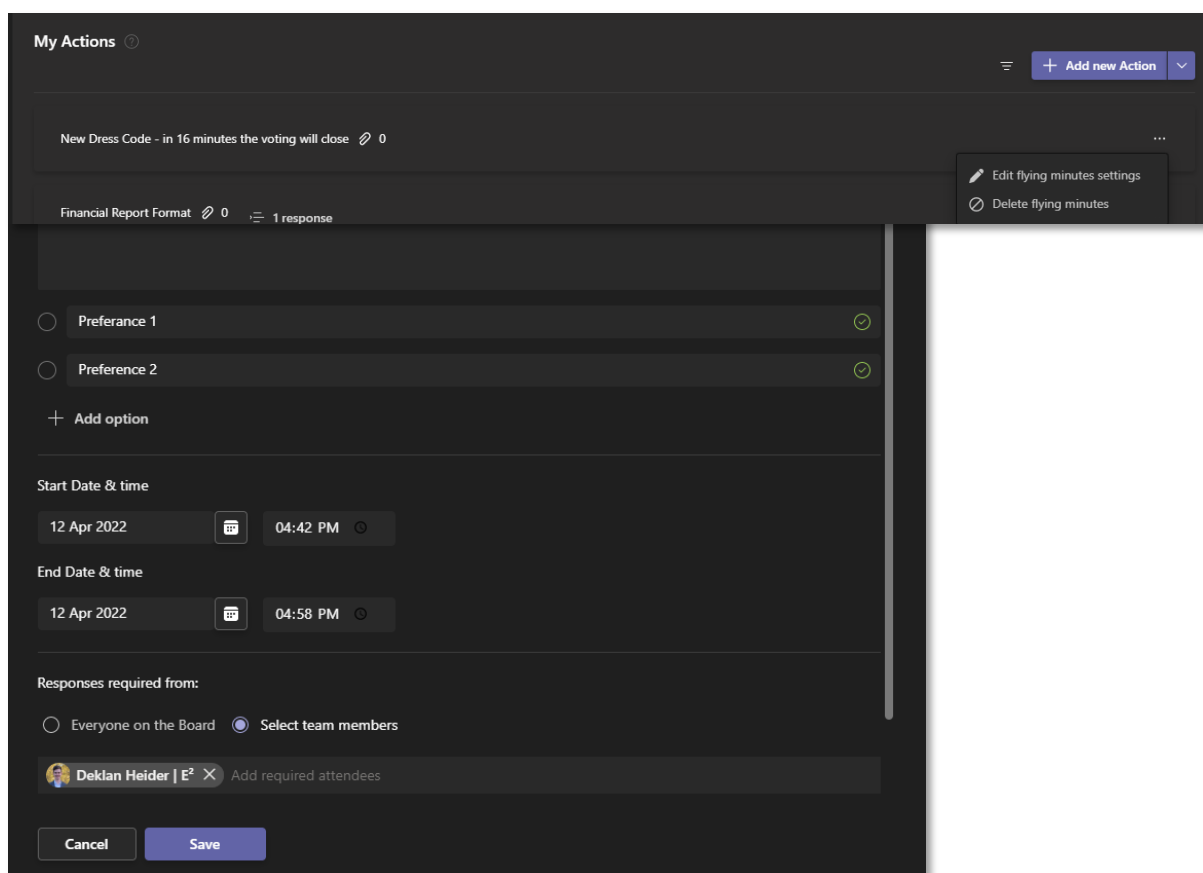 My Actions
Add new Action
New Dress Code - in 16 minutes the voting will close 0
Edit flying minutes settings
Financial Report Format 0 1 response
Delete flying minutes
Preferance 1
Preference 2
Add option
Start Date & time
12 Apr 2022 04:42 PM
End Date & time
12 Apr 2022 04:58 PM
Responses required from:
Everyone on the Board Select team members
Deklan Heider | E² Add required attendees
Cancel Save